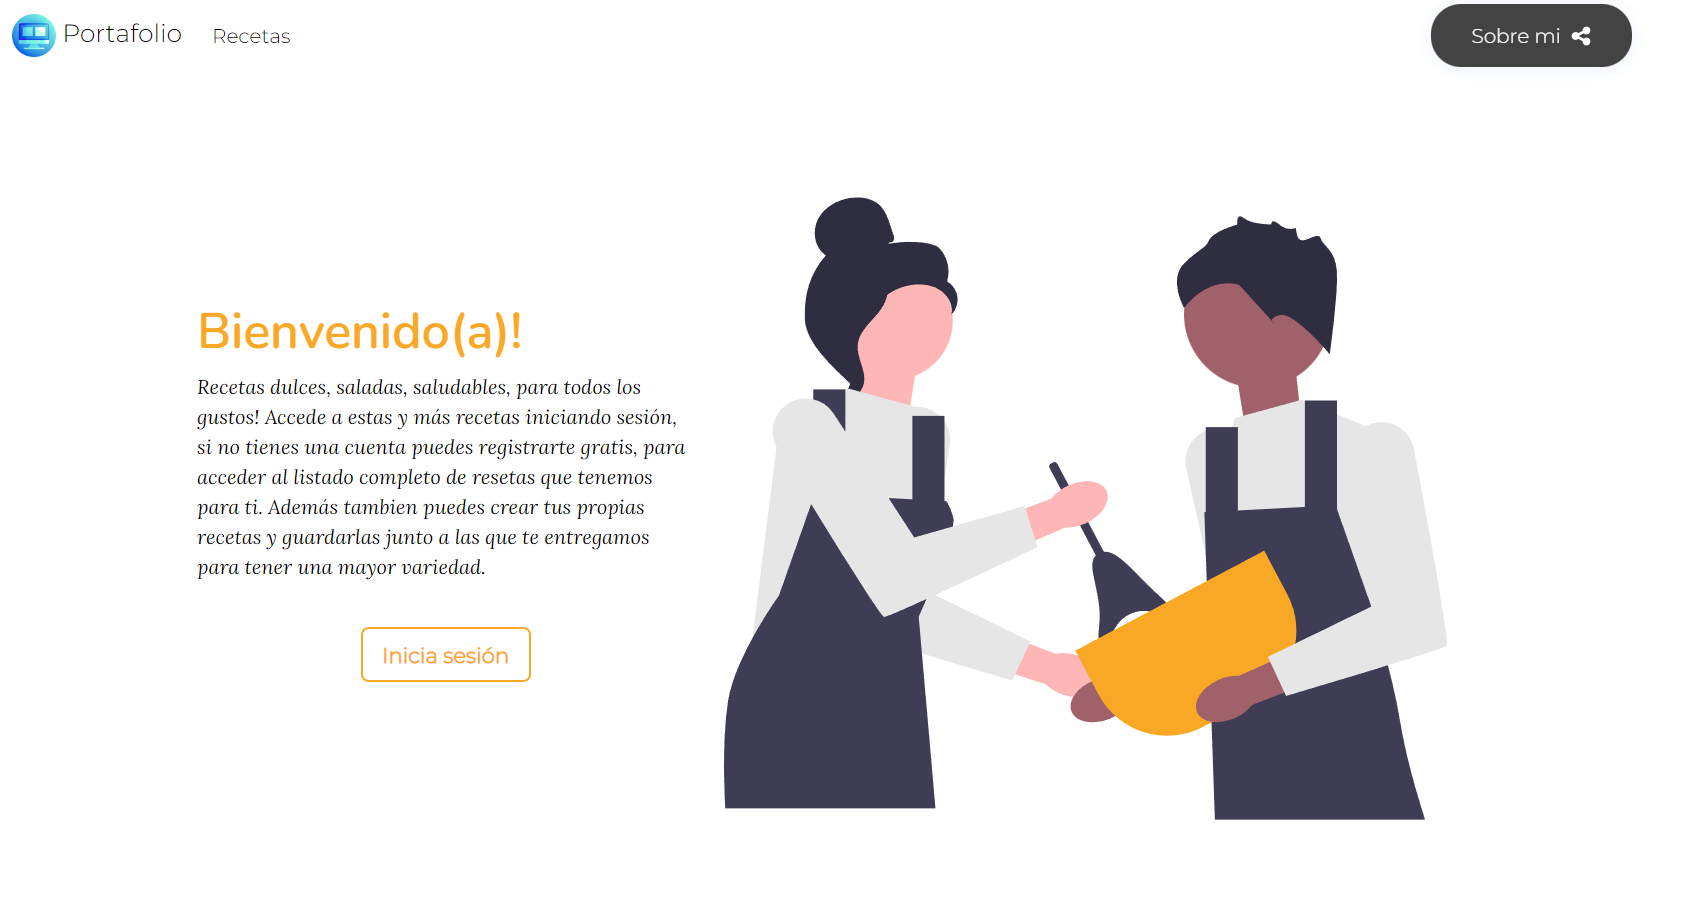 Portafolio
Recetas
Sobre mi
Bienvenido(a)!
Recetas dulces, saladas, saludables, para todos los
gustos! Accede a estas y más recetas iniciando sesión,
si no tienes una cuenta puedes registrarte gratis, para
acceder al listado completo de resetas que tenemos
para ti. Además tambien puedes crear tus propias
recetas y guardarlas junto a las que te entregamos
para tener una mayor variedad.
Inicia sesión